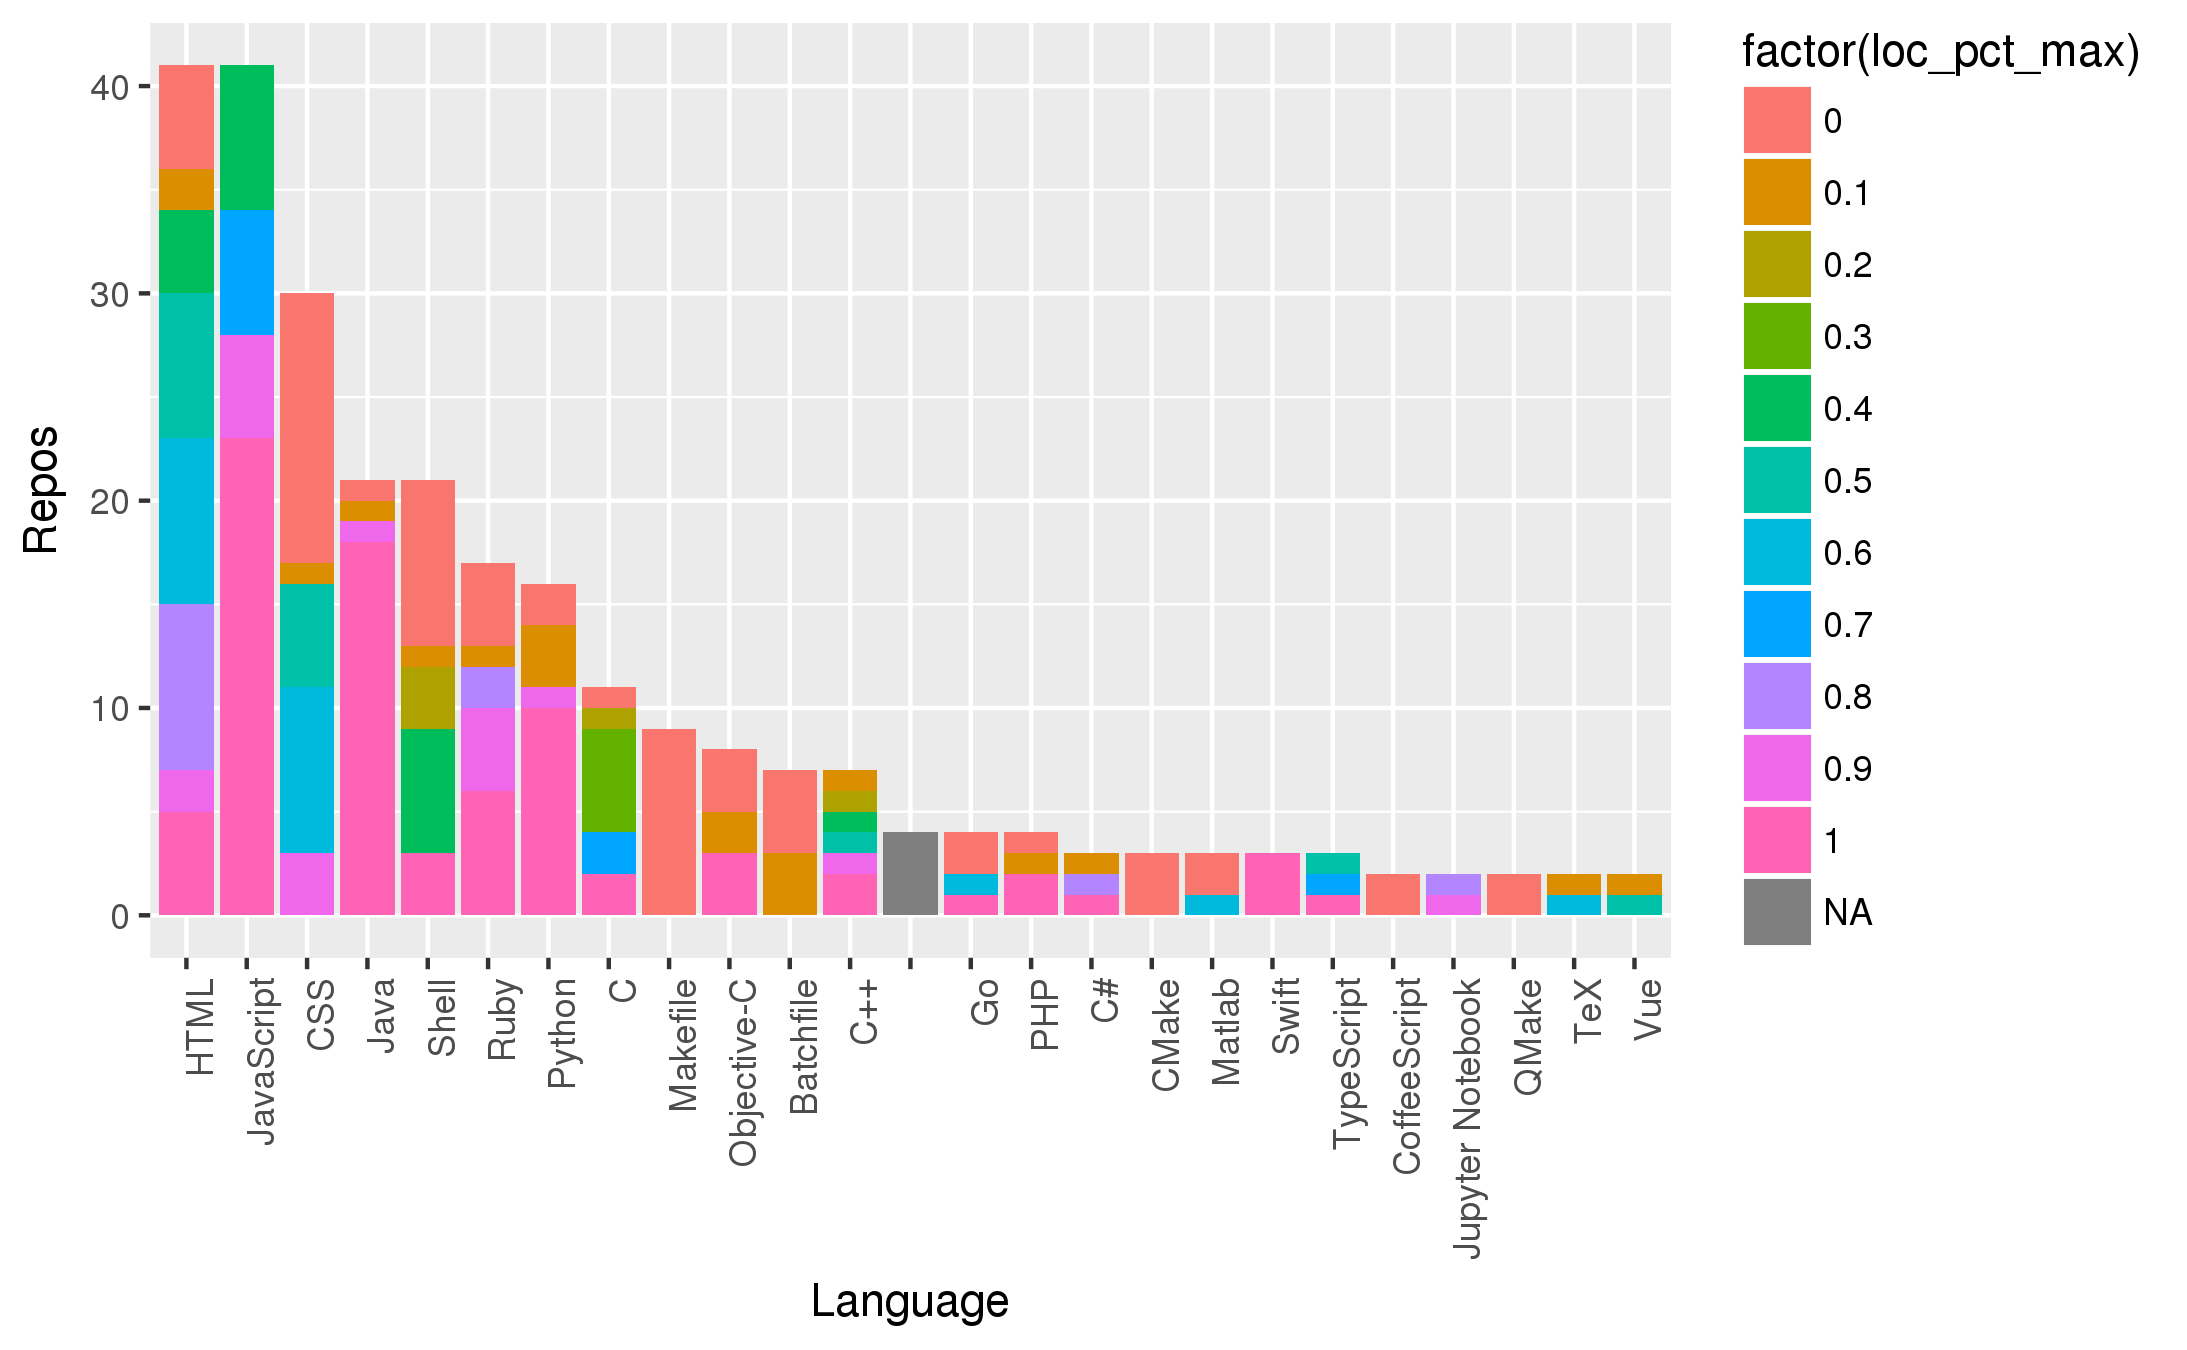 factor(loc_pct_max)
0
0.1
0.2
0.3
0.4
0.5
0.6
0.7
0.8
0.9
1
NA
Repos
40
30
20
10
0
HTML
JavaScript
CSS
Java
Shell
Ruby
Python
C
Makefile
Objective-C
Batchfile
C++
Go
PHP
C#
CMake
Matlab
Swift
TypeScript
CoffeeScript
Jupyter Notebook
QMake
TeX
Vue
Language